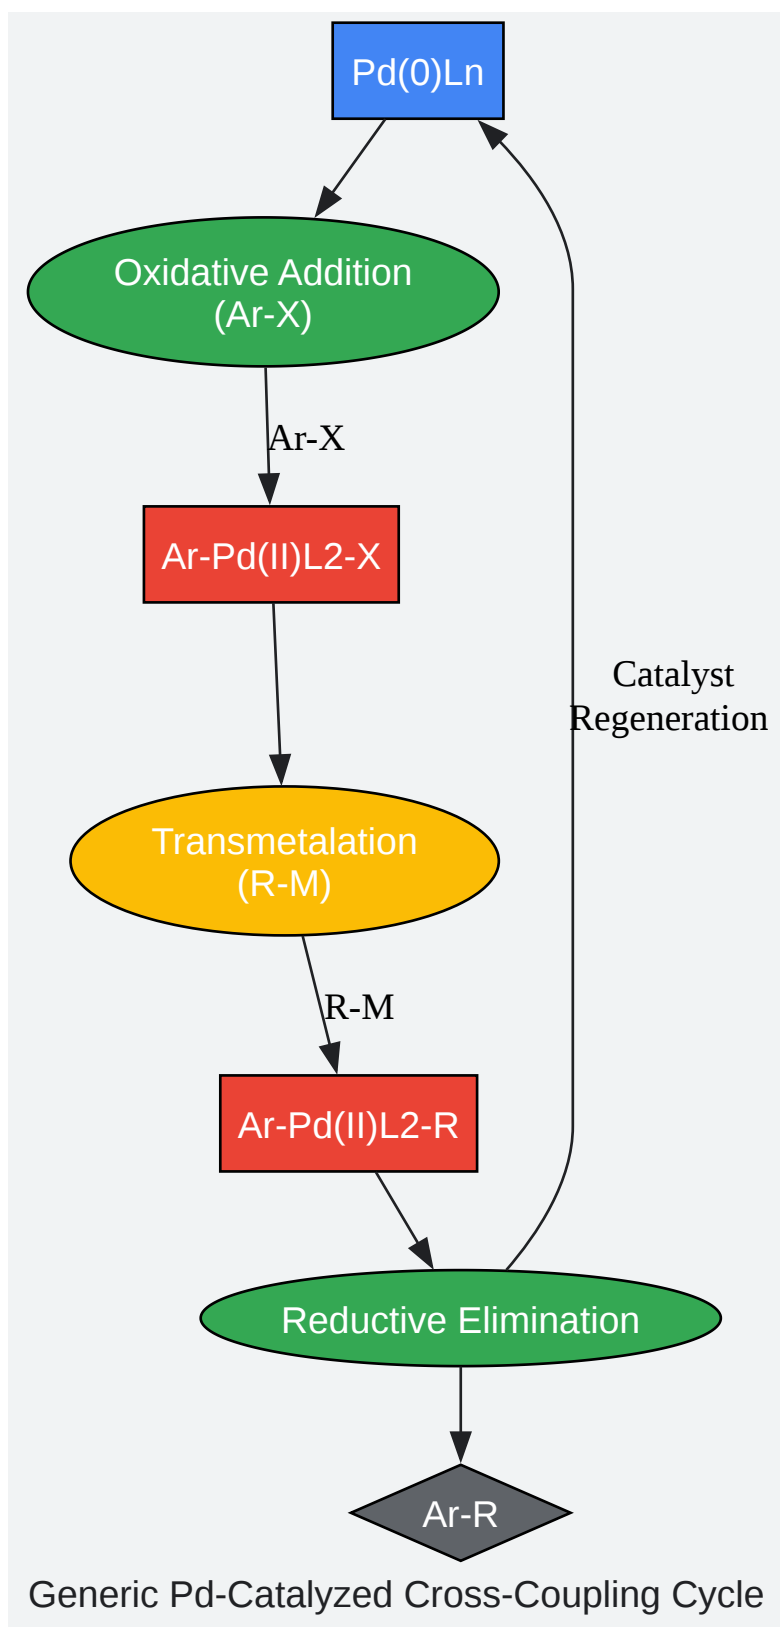 Pd(0)Ln
Oxidative Addition
(Ar-X)
Ar-X
Ar-Pd(II)L2-X
Catalyst
Regeneration
Transmetalation
(R-M)
R-M
Ar-Pd(II)L2-R
Reductive Elimination
Ar-R
Generic Pd-Catalyzed Cross-Coupling Cycle